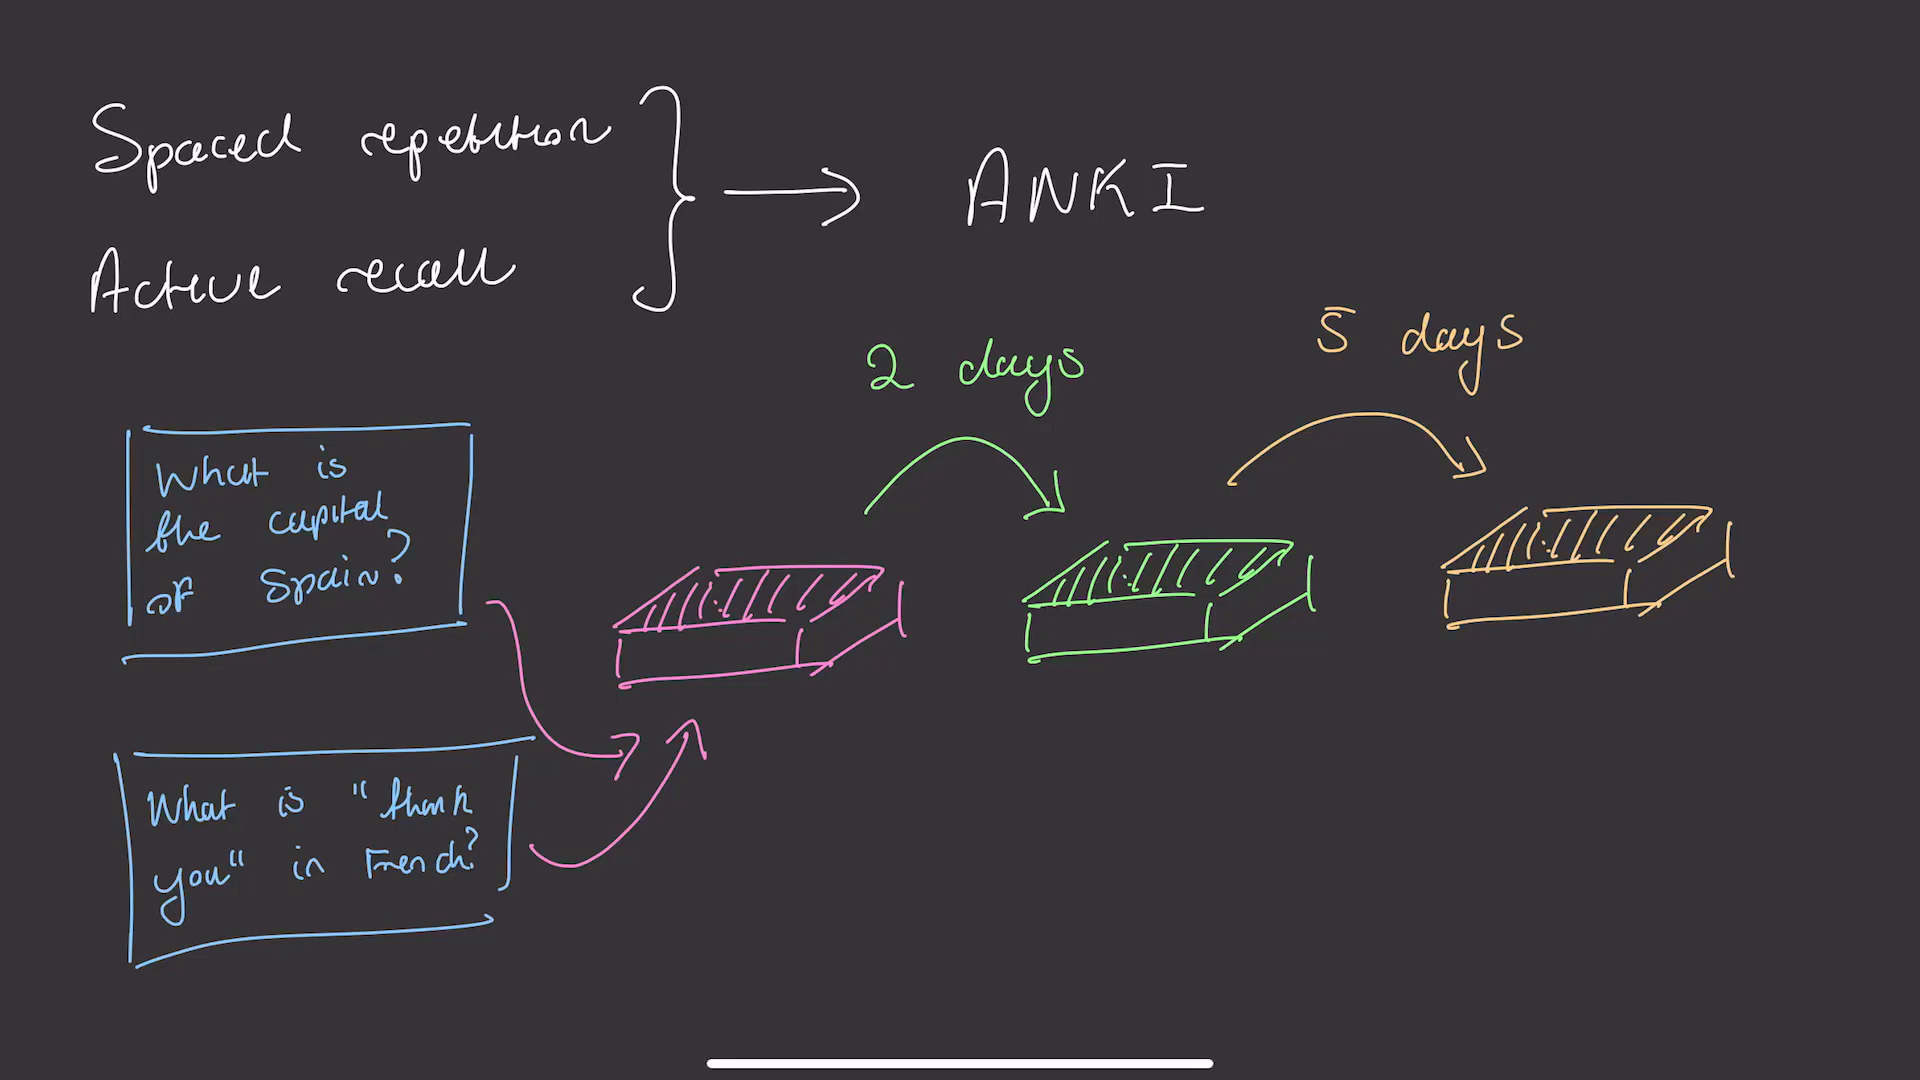 Spaced repetition
Active recall
ANKI
2 days
5 days
What is
the capital
of Spain?
What is "thank
you" in French?